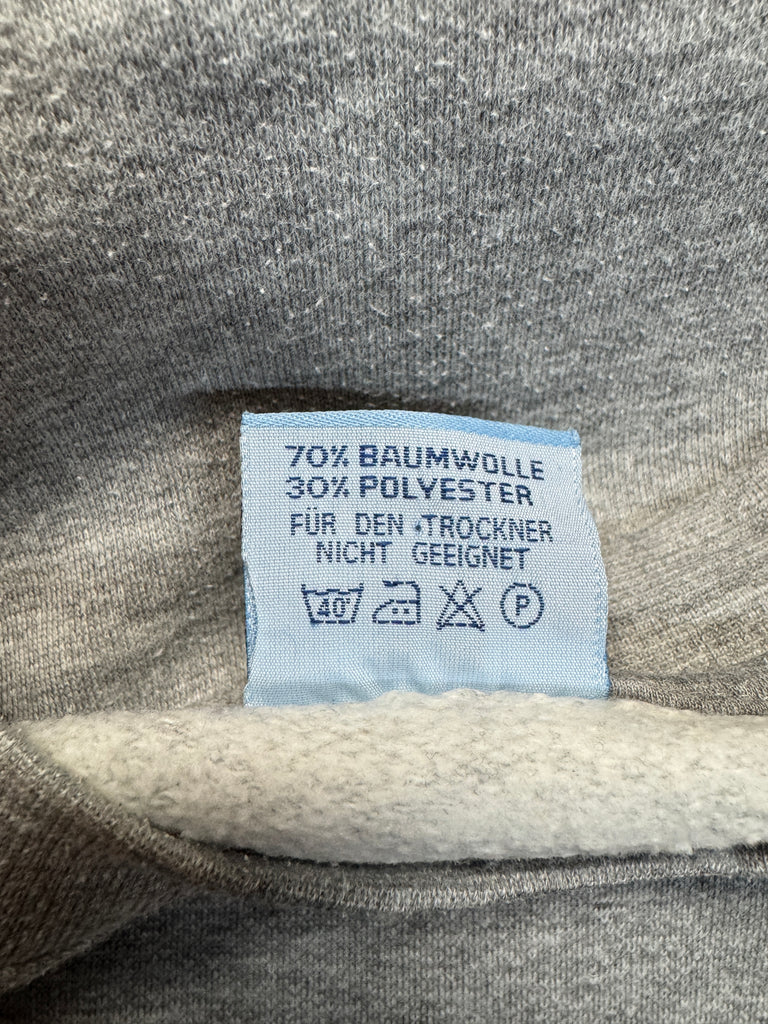 70% BAUMWOLLE
30% POLYESTER
FÜR DEN TROCKNER
NICHT GEEIGNET
40° P